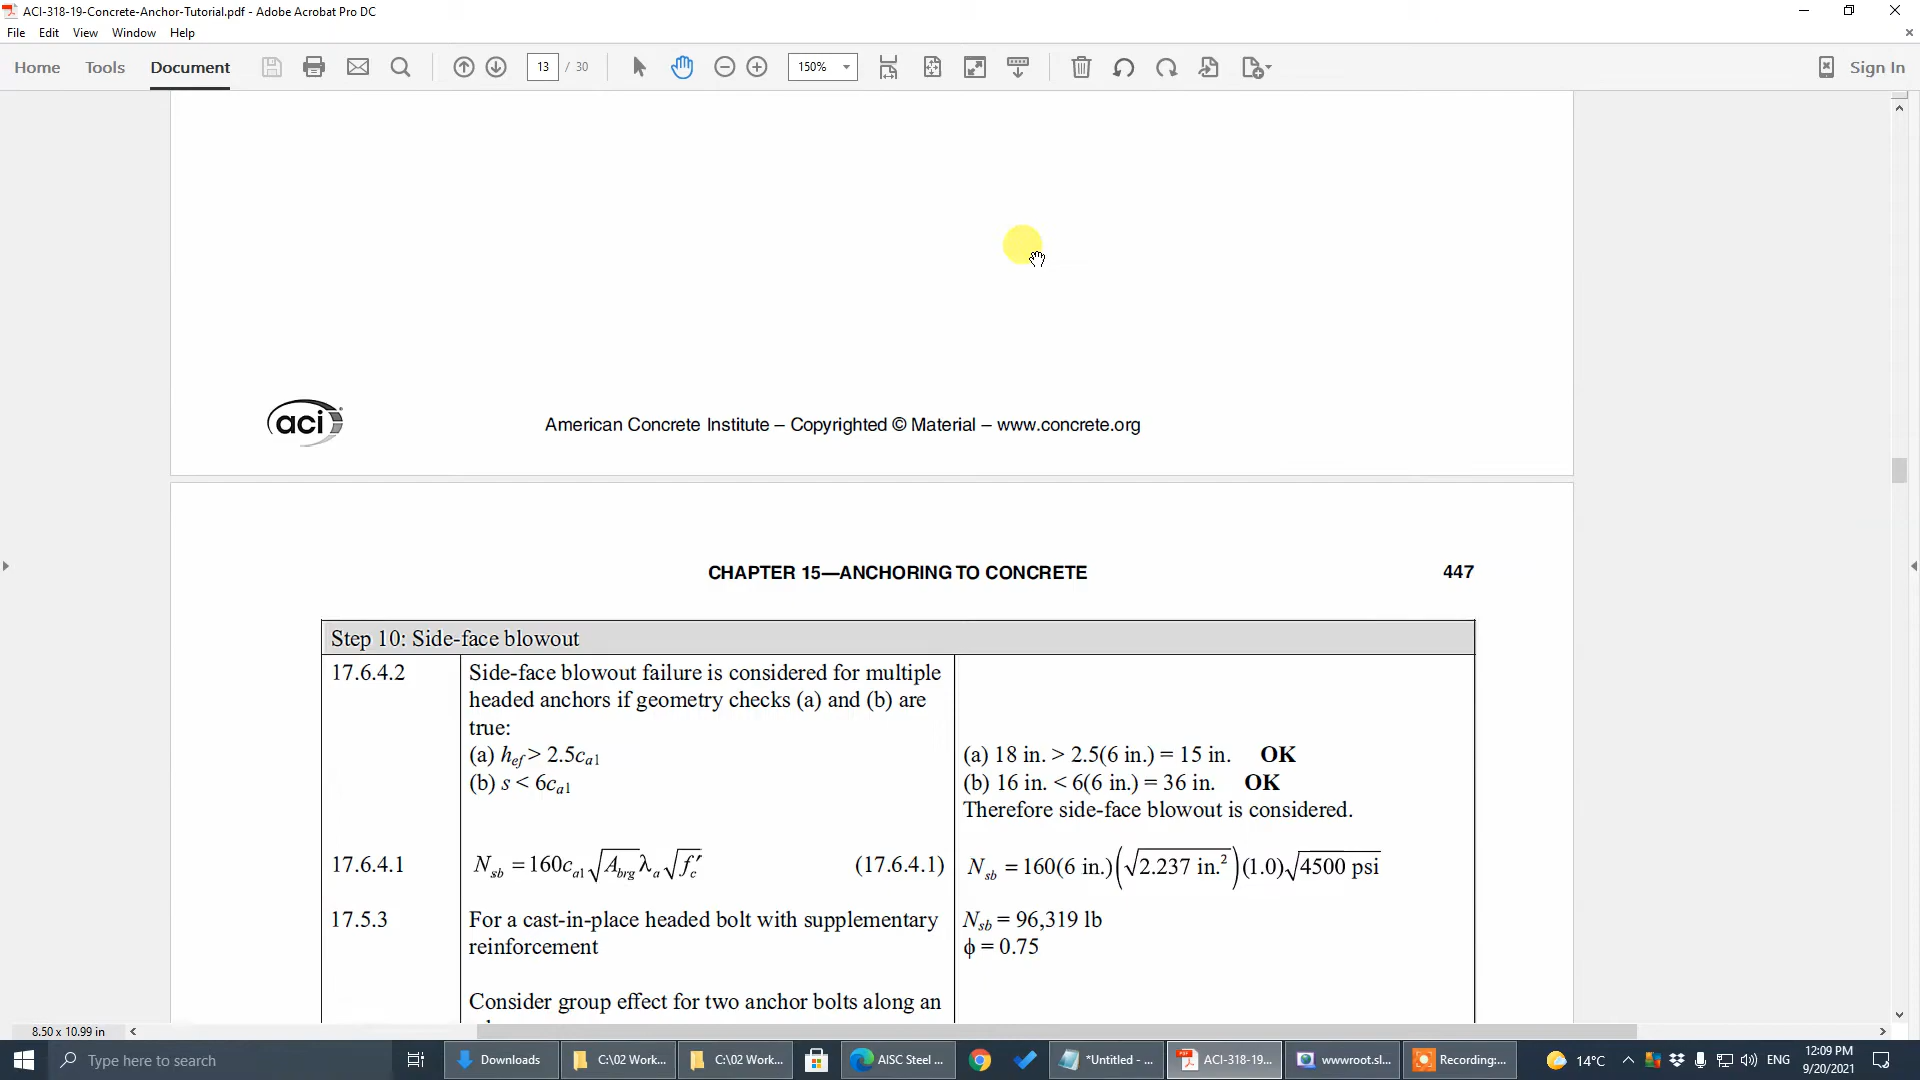 ACI-318-19-Concrete-Anchor-Tutorial.pdf - Adobe Acrobat Pro DC
File Edit View Window Help
Home Tools Document 13 / 30 150% Sign In
aci American Concrete Institute – Copyrighted © Material – www.concrete.org
CHAPTER 15—ANCHORING TO CONCRETE 447
Step 10: Side-face blowout
17.6.4.2 Side-face blowout failure is considered for multiple
headed anchors if geometry checks (a) and (b) are
true:
(a) hef > 2.5ca1 (a) 18 in. > 2.5(6 in.) = 15 in. OK
(b) s < 6ca1 (b) 16 in. < 6(6 in.) = 36 in. OK
Therefore side-face blowout is considered.
17.6.4.1 Nsb = 160ca1√Abrg λa√f′c (17.6.4.1) Nsb = 160(6 in.)(√2.237 in.²)(1.0)√4500 psi
17.5.3 For a cast-in-place headed bolt with supplementary Nsb = 96,319 lb
reinforcement ϕ = 0.75
Consider group effect for two anchor bolts along an
8.50 x 10.99 in
Type here to search Downloads C:\02 Work... C:\02 Work... AISC Steel ... *Untitled - ... ACI-318-19... wwwroot.sl... Recording:... 14°C ENG 12:09 PM
9/20/2021